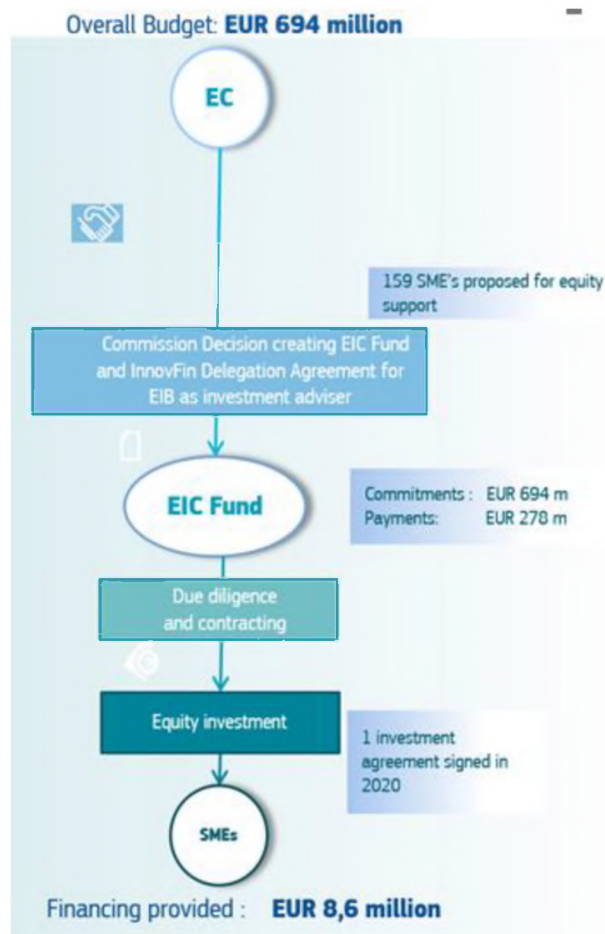 Overall Budget: EUR 694 million
EC
159 SME's proposed for equity
support
Commission Decision creating EIC Fund
and InnovFin Delegation Agreement for
EIB as investment adviser
EIC Fund
Commitments : EUR 694 m
Payments: EUR 278 m
Due diligence
and contracting
Equity investment
1 investment
agreement signed in
2020
SMEs
Financing provided : EUR 8,6 million